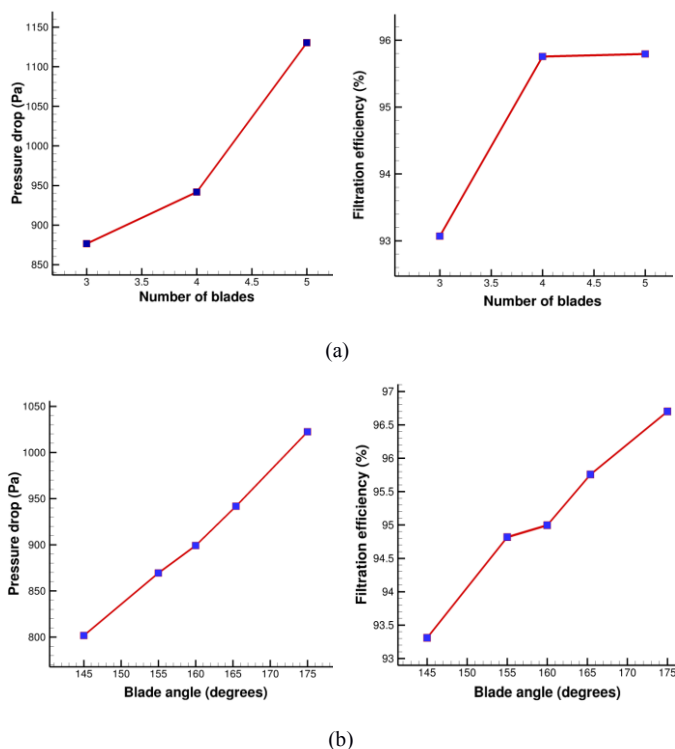 1150
1100
1050
1000
950
900
850
Pressure drop (Pa)
3 3.5 4 4.5 5
Number of blades
96
95
94
93
Filtration efficiency (%)
3 3.5 4 4.5 5
Number of blades
(a)
1050
1000
950
900
850
800
Pressure drop (Pa)
145 150 155 160 165 170 175
Blade angle (degrees)
97
96.5
96
95.5
95
94.5
94
93.5
93
Filtration efficiency (%)
145 150 155 160 165 170 175
Blade angle (degrees)
(b)